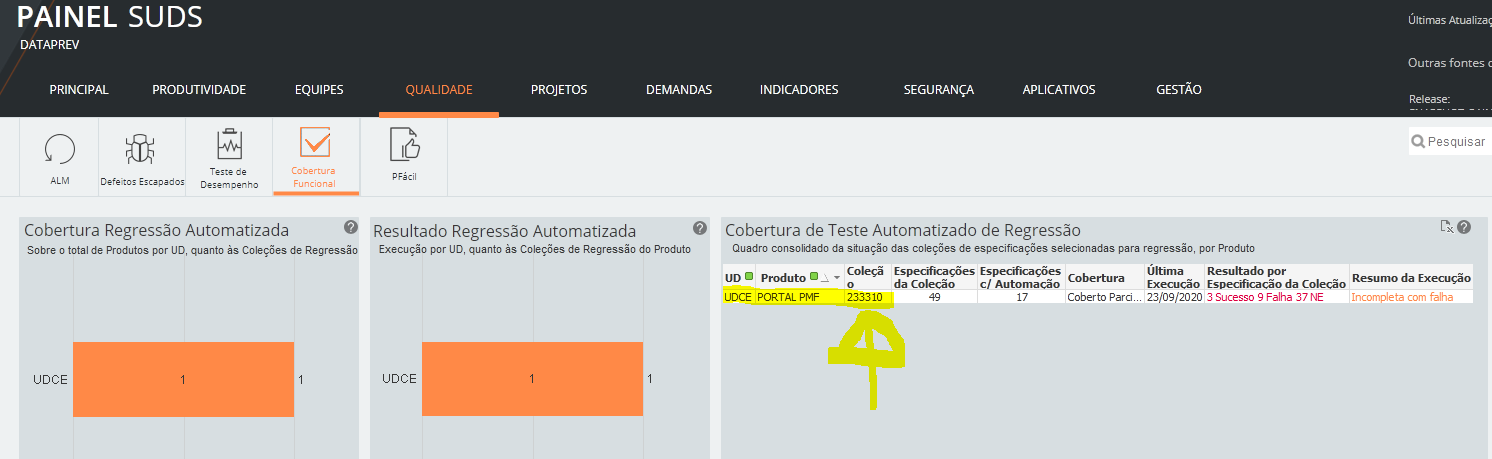 PAINEL SUDS
DATAPREV
Últimas Atualizaç
Outras fontes
Release:
PRINCIPAL PRODUTIVIDADE EQUIPES QUALIDADE PROJETOS DEMANDAS INDICADORES SEGURANÇA APLICATIVOS GESTÃO
Pesquisar
ALM
Defeitos Escapados
Teste de
Desempenho
Cobertura
Funcional
PFácil
Cobertura Regressão Automatizada
Sobre o total de Produtos por UD, quanto às Coleções de Regressão
UDCE 1 1
Resultado Regressão Automatizada
Execução por UD, quanto às Coleções de Regressão do Produto
UDCE 1 1
Cobertura de Teste Automatizado de Regressão
Quadro consolidado da situação das coleções de especificações selecionadas para regressão, por Produto
UD Produto Coleçã
o Especificações
da Coleção Especificações
c/ Automação Cobertura Última
Execução Resultado por
Especificação da Coleção Resumo da Execução
UDCE PORTAL PMF 233310 49 17 Coberto Parci... 23/09/2020 3 Sucesso 9 Falha 37 NE Incompleta com falha